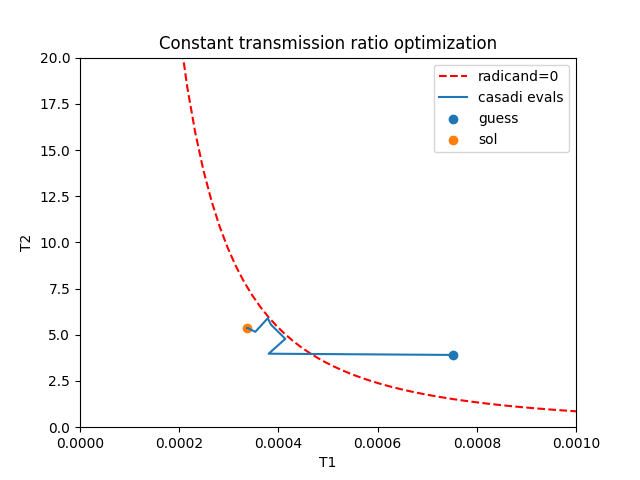 Constant transmission ratio optimization
20.0
17.5
15.0
12.5
10.0
7.5
5.0
2.5
0.0
T2
radicand=0
casadi evals
guess
sol
0.0000
0.0002
0.0004
0.0006
0.0008
0.0010
T1